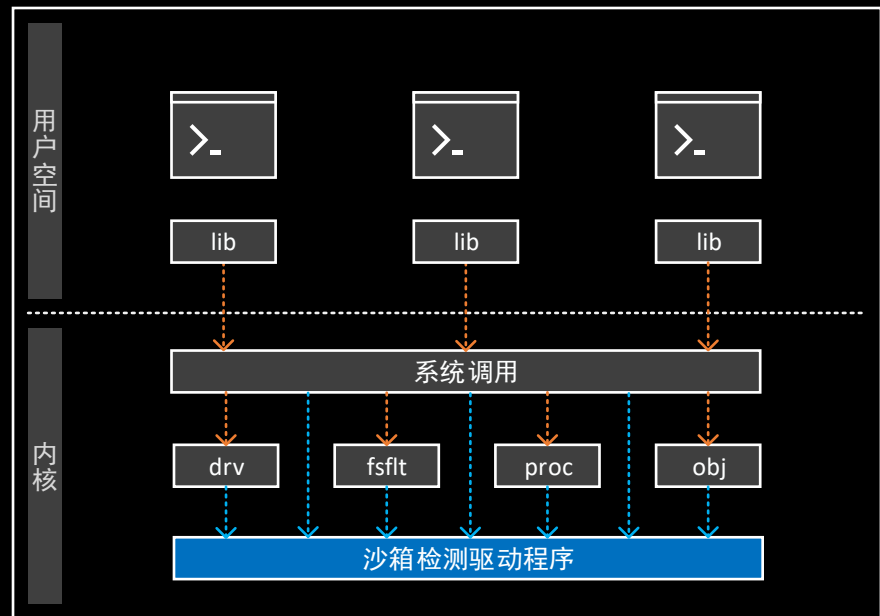 用户空间
>_ >_ >_
lib lib lib
系统调用
内核
drv fsflt proc obj
沙箱检测驱动程序